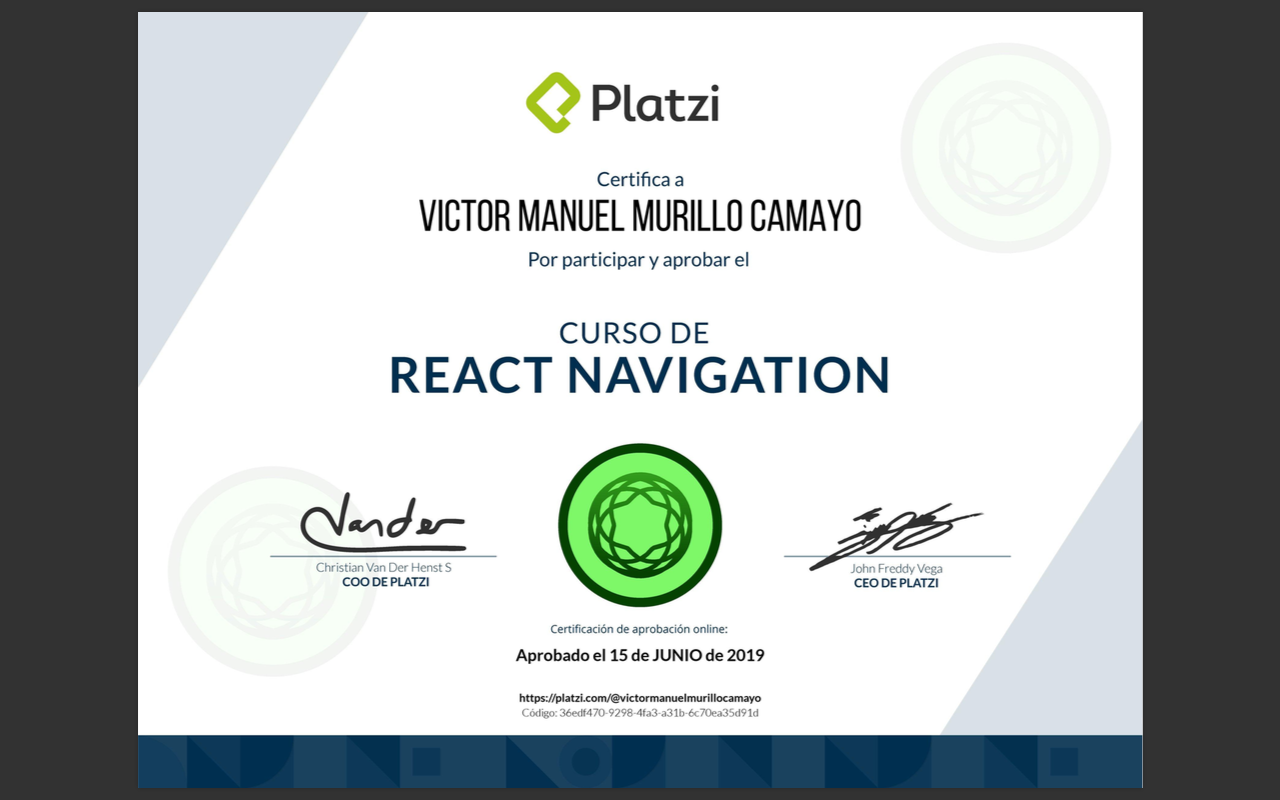 Platzi
Certifica a
VICTOR MANUEL MURILLO CAMAYO
Por participar y aprobar el
CURSO DE
REACT NAVIGATION
Vander
Christian Van Der Henst S
COO DE PLATZI
John Freddy Vega
CEO DE PLATZI
Certificación de aprobación online:
Aprobado el 15 de JUNIO de 2019
https://platzi.com/@victormanuelmurillocamayo
Código: 36edf470-9298-4fa3-a31b-6c70ea35d91d